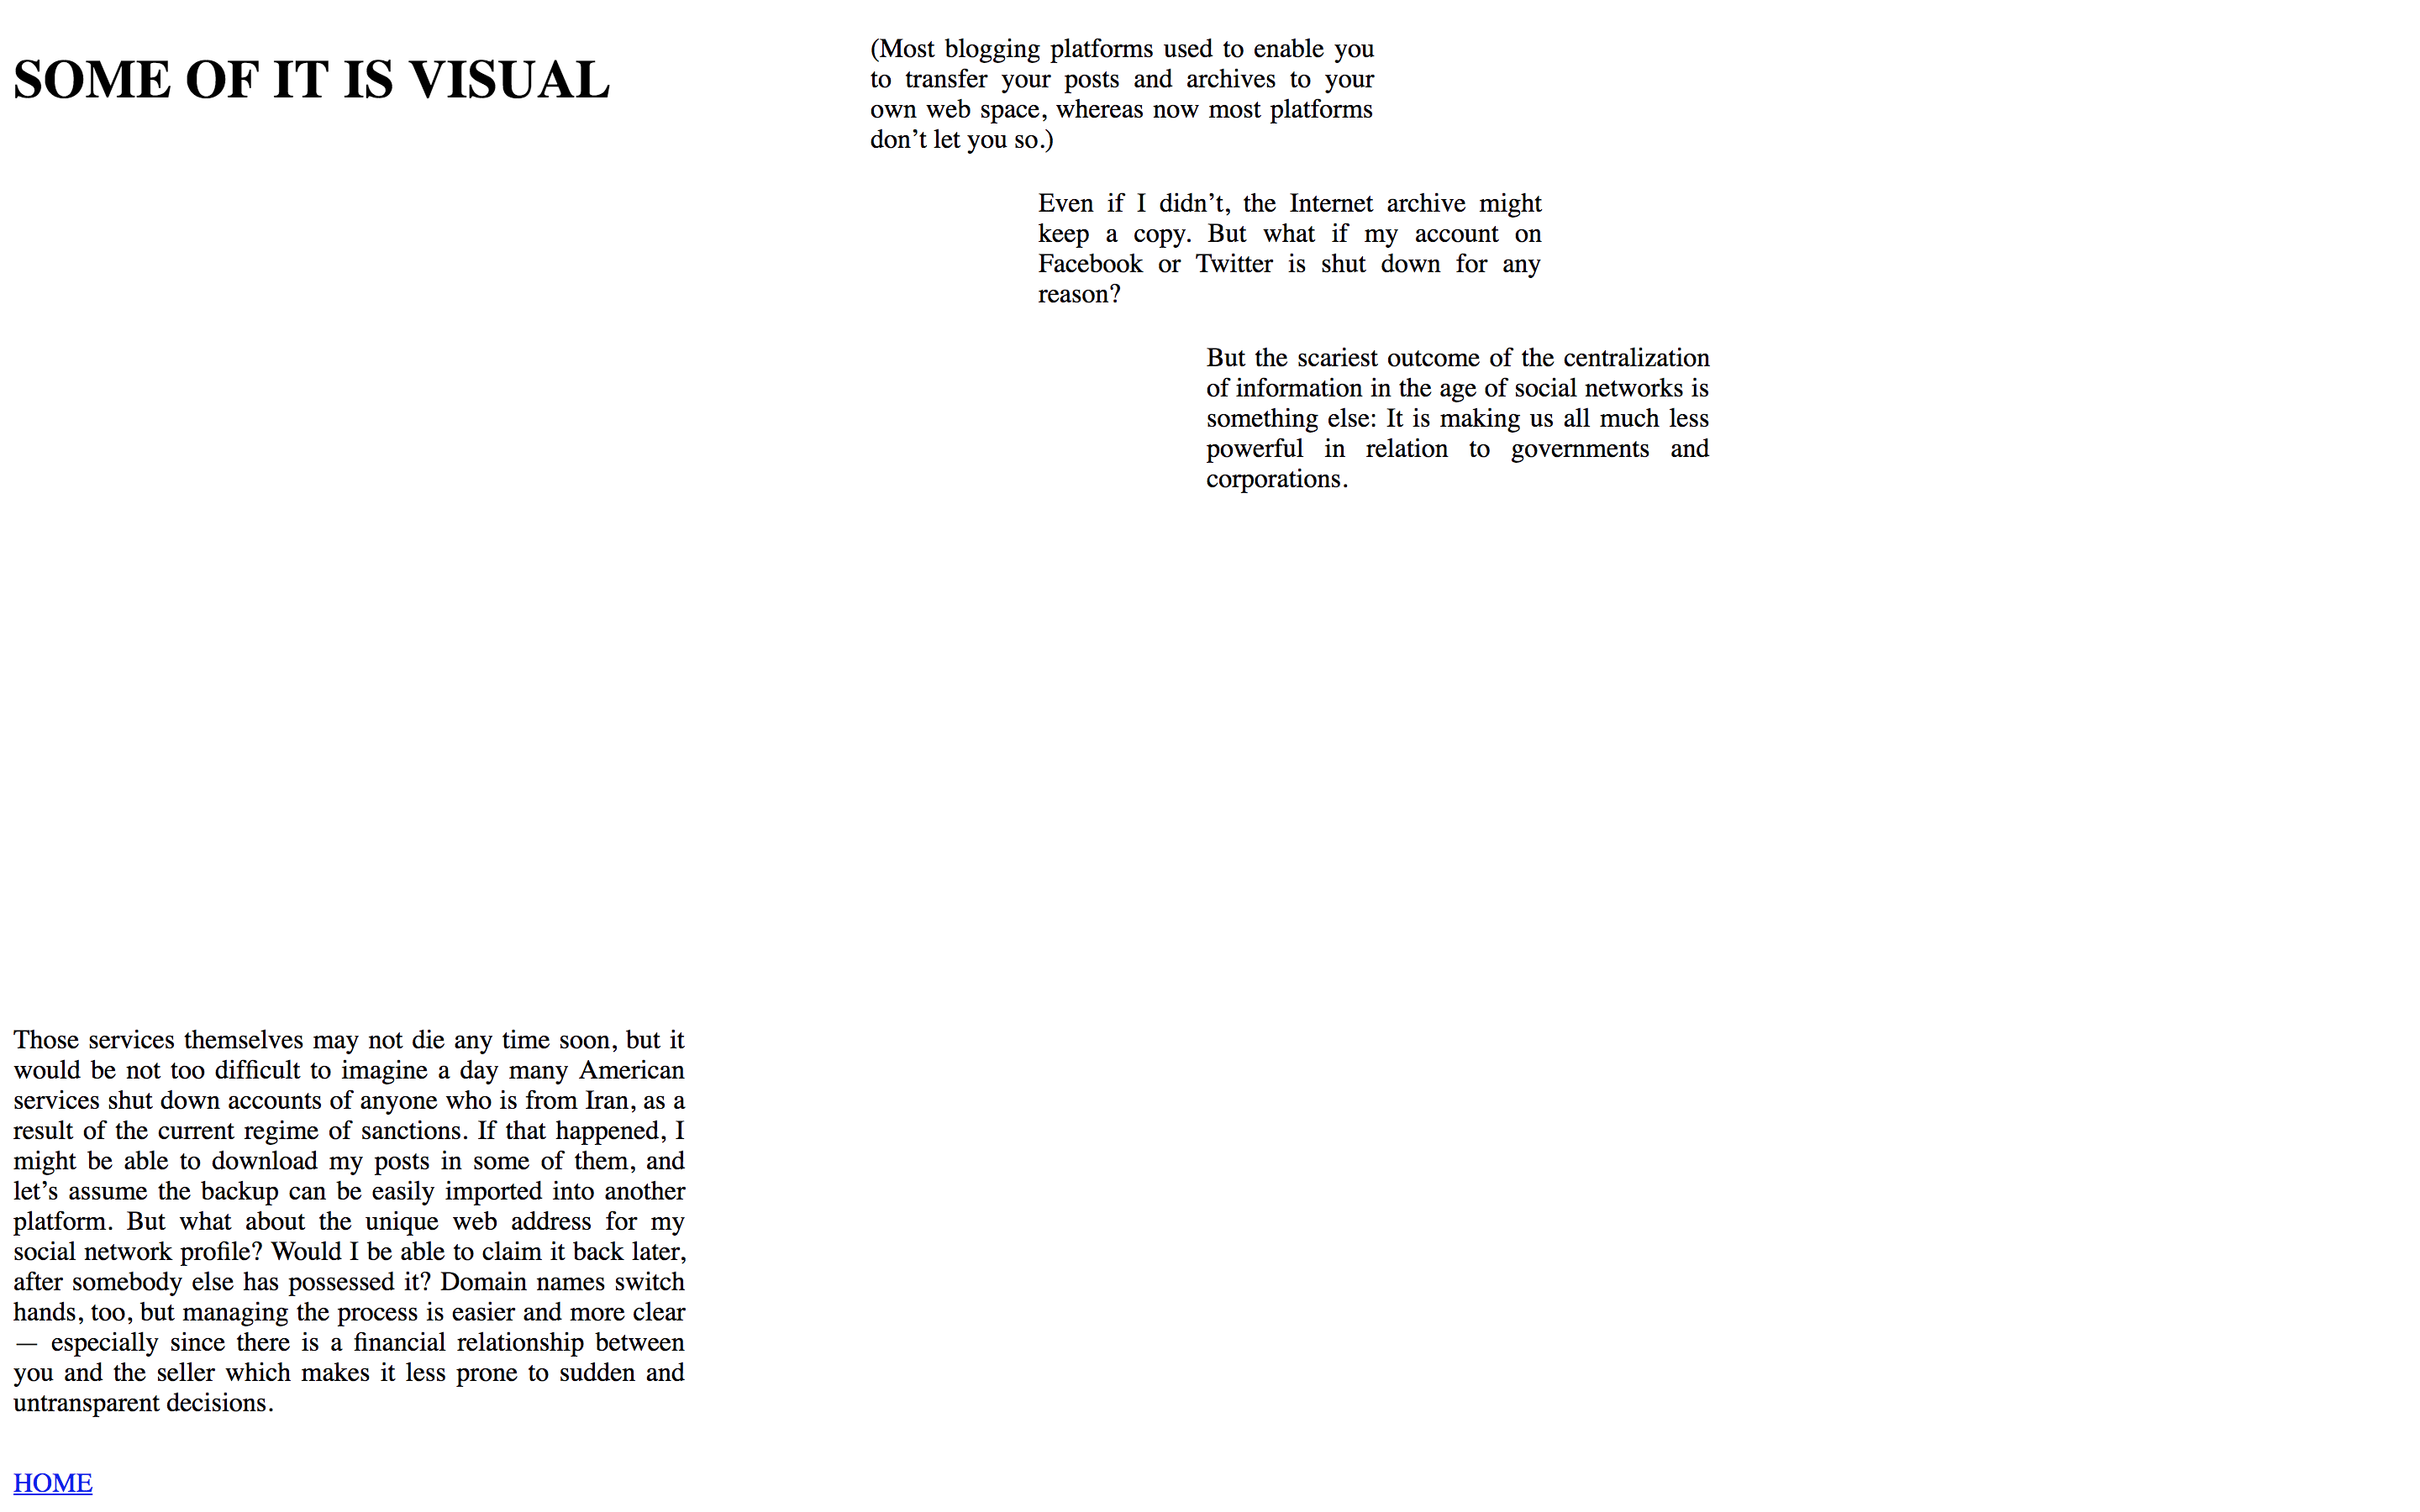 SOME OF IT IS VISUAL
(Most blogging platforms used to enable you
to transfer your posts and archives to your
own web space, whereas now most platforms
don’t let you so.)
Even if I didn’t, the Internet archive might
keep a copy. But what if my account on
Facebook or Twitter is shut down for any
reason?
But the scariest outcome of the centralization
of information in the age of social networks is
something else: It is making us all much less
powerful in relation to governments and
corporations.
Those services themselves may not die any time soon, but it
would be not too difficult to imagine a day many American
services shut down accounts of anyone who is from Iran, as a
result of the current regime of sanctions. If that happened, I
might be able to download my posts in some of them, and
let’s assume the backup can be easily imported into another
platform. But what about the unique web address for my
social network profile? Would I be able to claim it back later,
after somebody else has possessed it? Domain names switch
hands, too, but managing the process is easier and more clear
— especially since there is a financial relationship between
you and the seller which makes it less prone to sudden and
untransparent decisions.
HOME